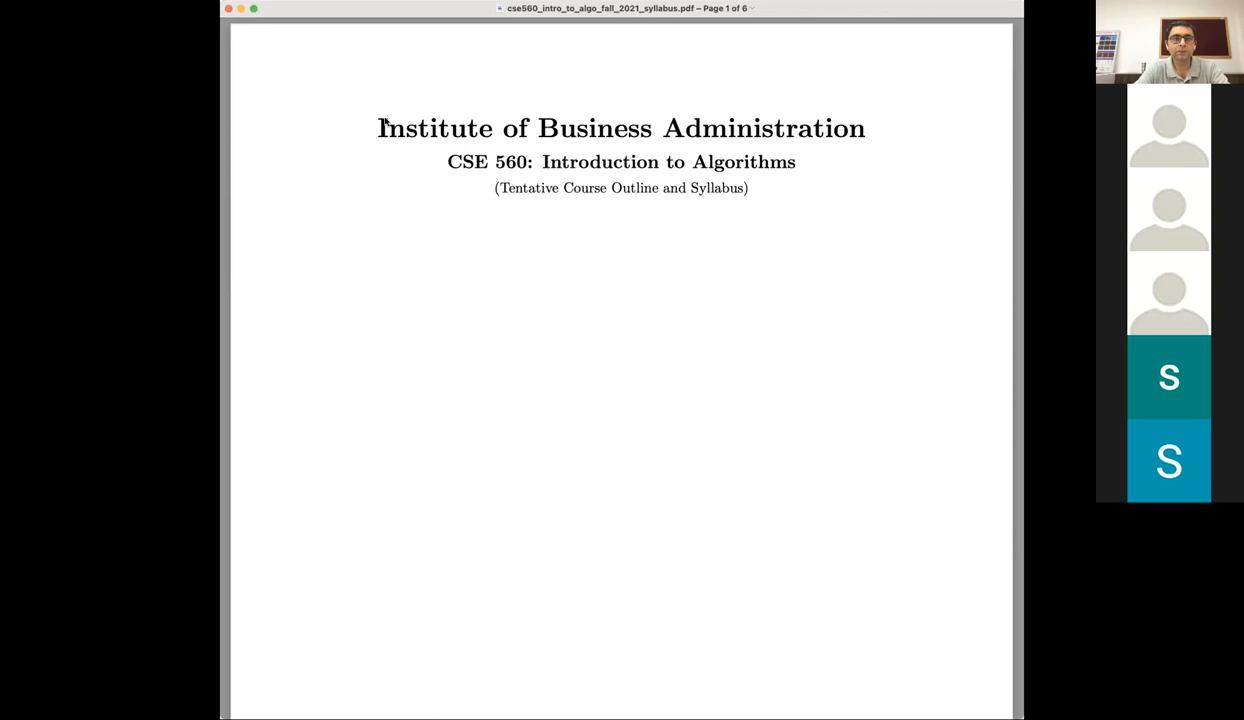 cse560_intro_to_algo_fall_2021_syllabus.pdf – Page 1 of 6
Institute of Business Administration
CSE 560: Introduction to Algorithms
(Tentative Course Outline and Syllabus)
s
S